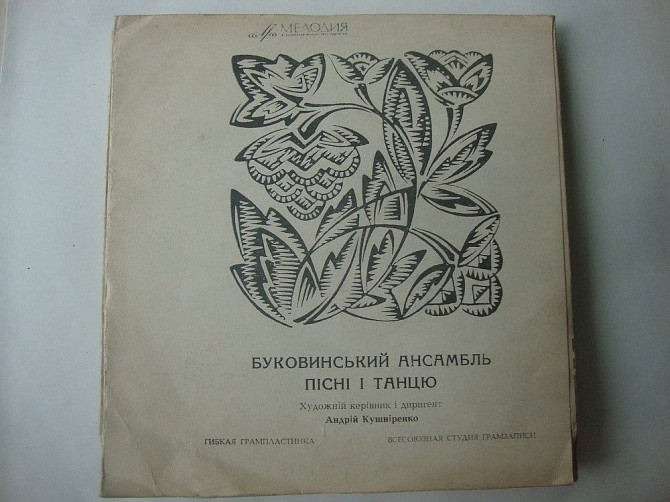 МЕЛОДИЯ
БУКОВИНСЬКИЙ АНСАМБЛЬ
ПІСНІ І ТАНЦЮ
Художній керівник і диригент
Андрій Кушніренко
ГИБКАЯ ГРАМПЛАСТИНКА
ВСЕСОЮЗНАЯ СТУДИЯ ГРАМЗАПИСИ